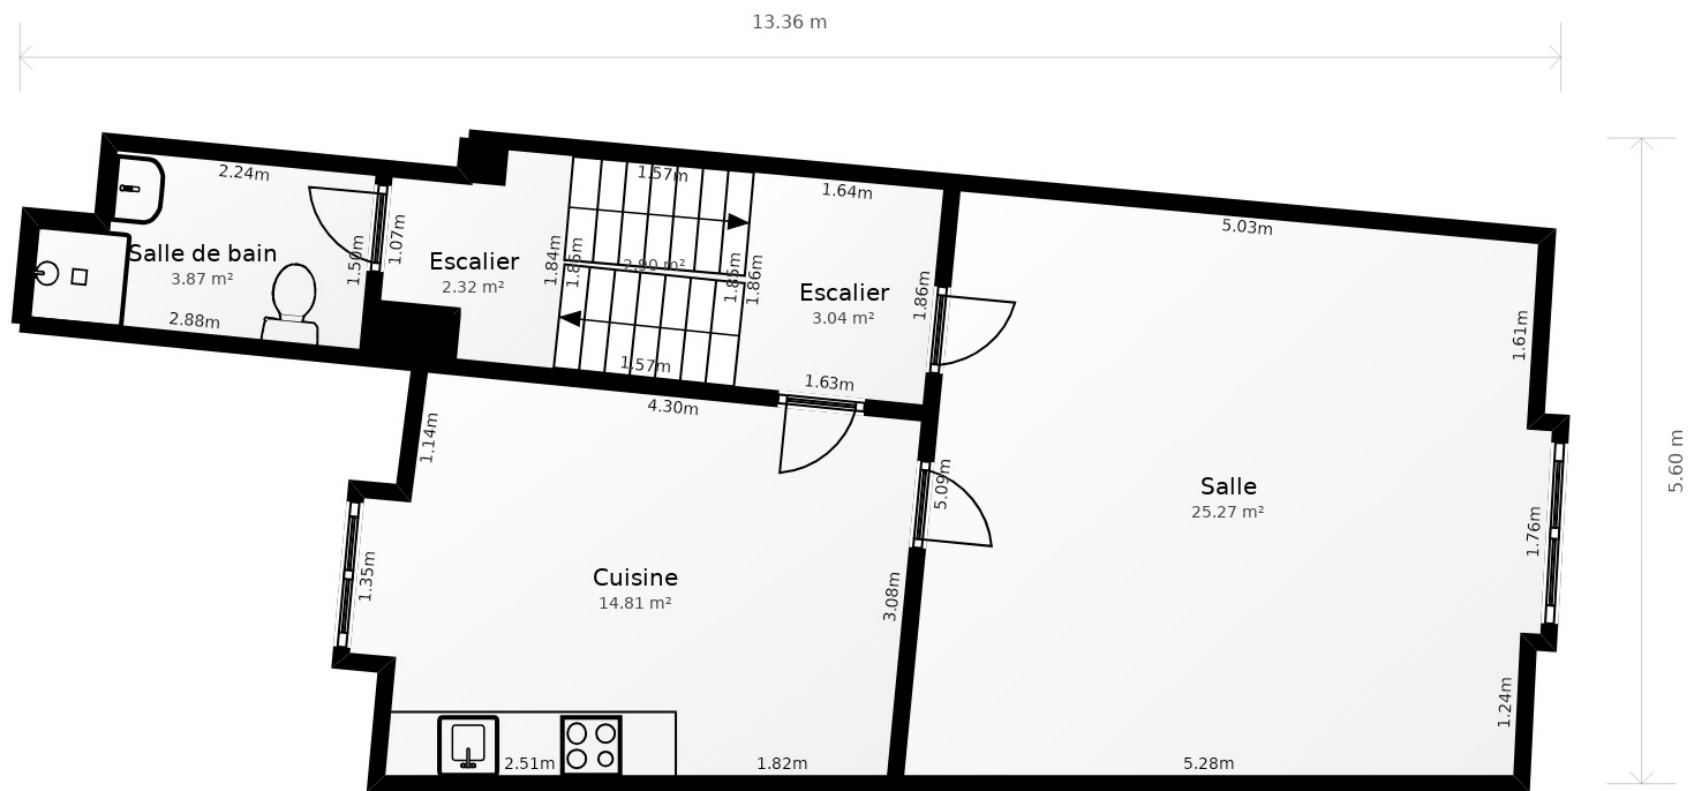 13.36 m
2.24m
1.57m
1.64m
5.03m
1.50m
1.07m
Salle de bain
3.87 m²
Escalier
2.32 m²
1.84m
1.85m
2.90 m²
1.85m
1.86m
Escalier
3.04 m²
1.86m
1.61m
2.88m
1.57m
1.63m
4.30m
1.14m
5.09m
Salle
25.27 m²
1.76m
5.60 m
1.35m
Cuisine
14.81 m²
3.08m
1.24m
2.51m
1.82m
5.28m